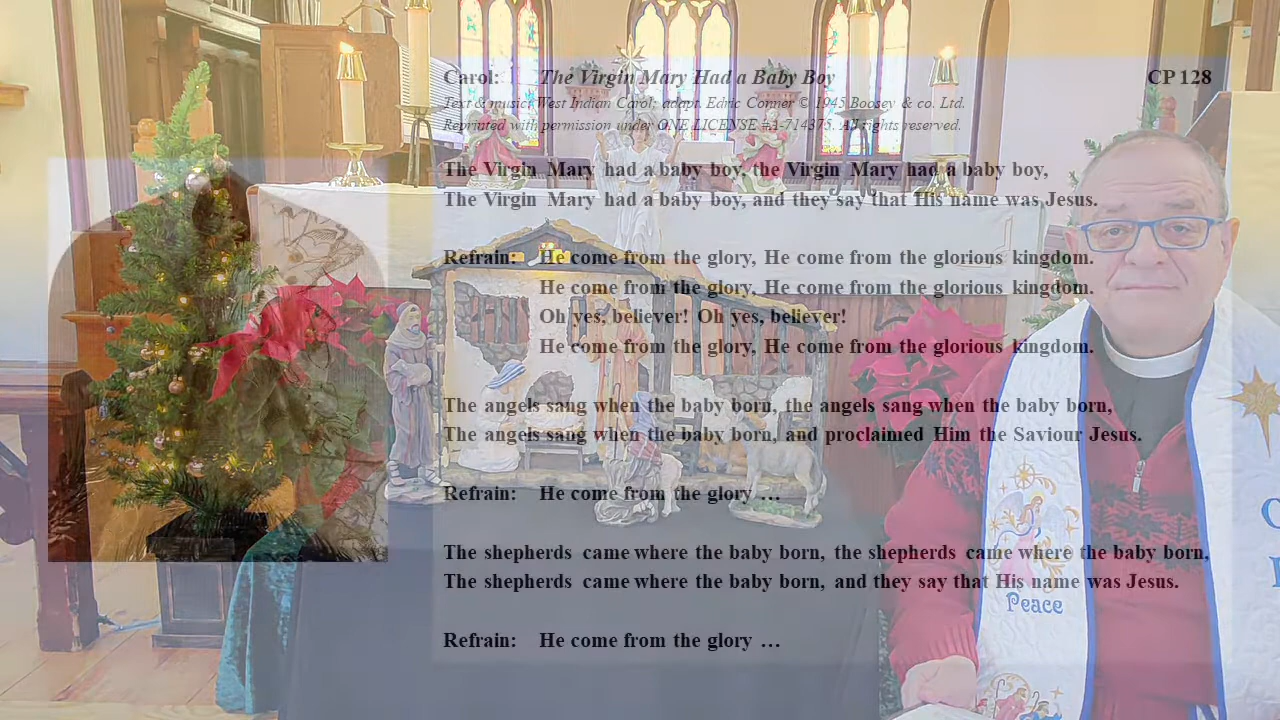 Carol: The Virgin Mary Had a Baby Boy CP 128
Text & music: West Indian Carol; adapt. Edric Conner © 1945 Boosey & co. Ltd.
Reprinted with permission under ONE LICENSE #A-714375. All rights reserved.
The Virgin Mary had a baby boy, the Virgin Mary had a baby boy,
The Virgin Mary had a baby boy, and they say that His name was Jesus.
Refrain: He come from the glory, He come from the glorious kingdom.
He come from the glory, He come from the glorious kingdom.
Oh yes, believer! Oh yes, believer!
He come from the glory, He come from the glorious kingdom.
The angels sang when the baby born, the angels sang when the baby born,
The angels sang when the baby born, and proclaimed Him the Saviour Jesus.
Refrain: He come from the glory …
The shepherds came where the baby born, the shepherds came where the baby born,
The shepherds came where the baby born, and they say that His name was Jesus.
Refrain: He come from the glory …
Peace